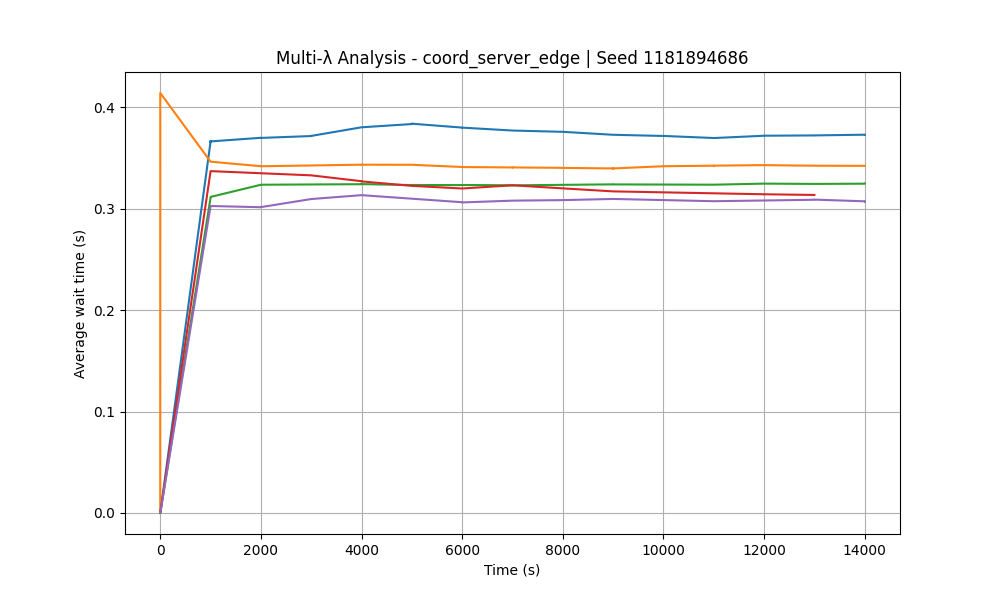 Multi-λ Analysis - coord_server_edge | Seed 1181894686
Average wait time (s)
0.4
0.3
0.2
0.1
0.0
0 2000 4000 6000 8000 10000 12000 14000
Time (s)